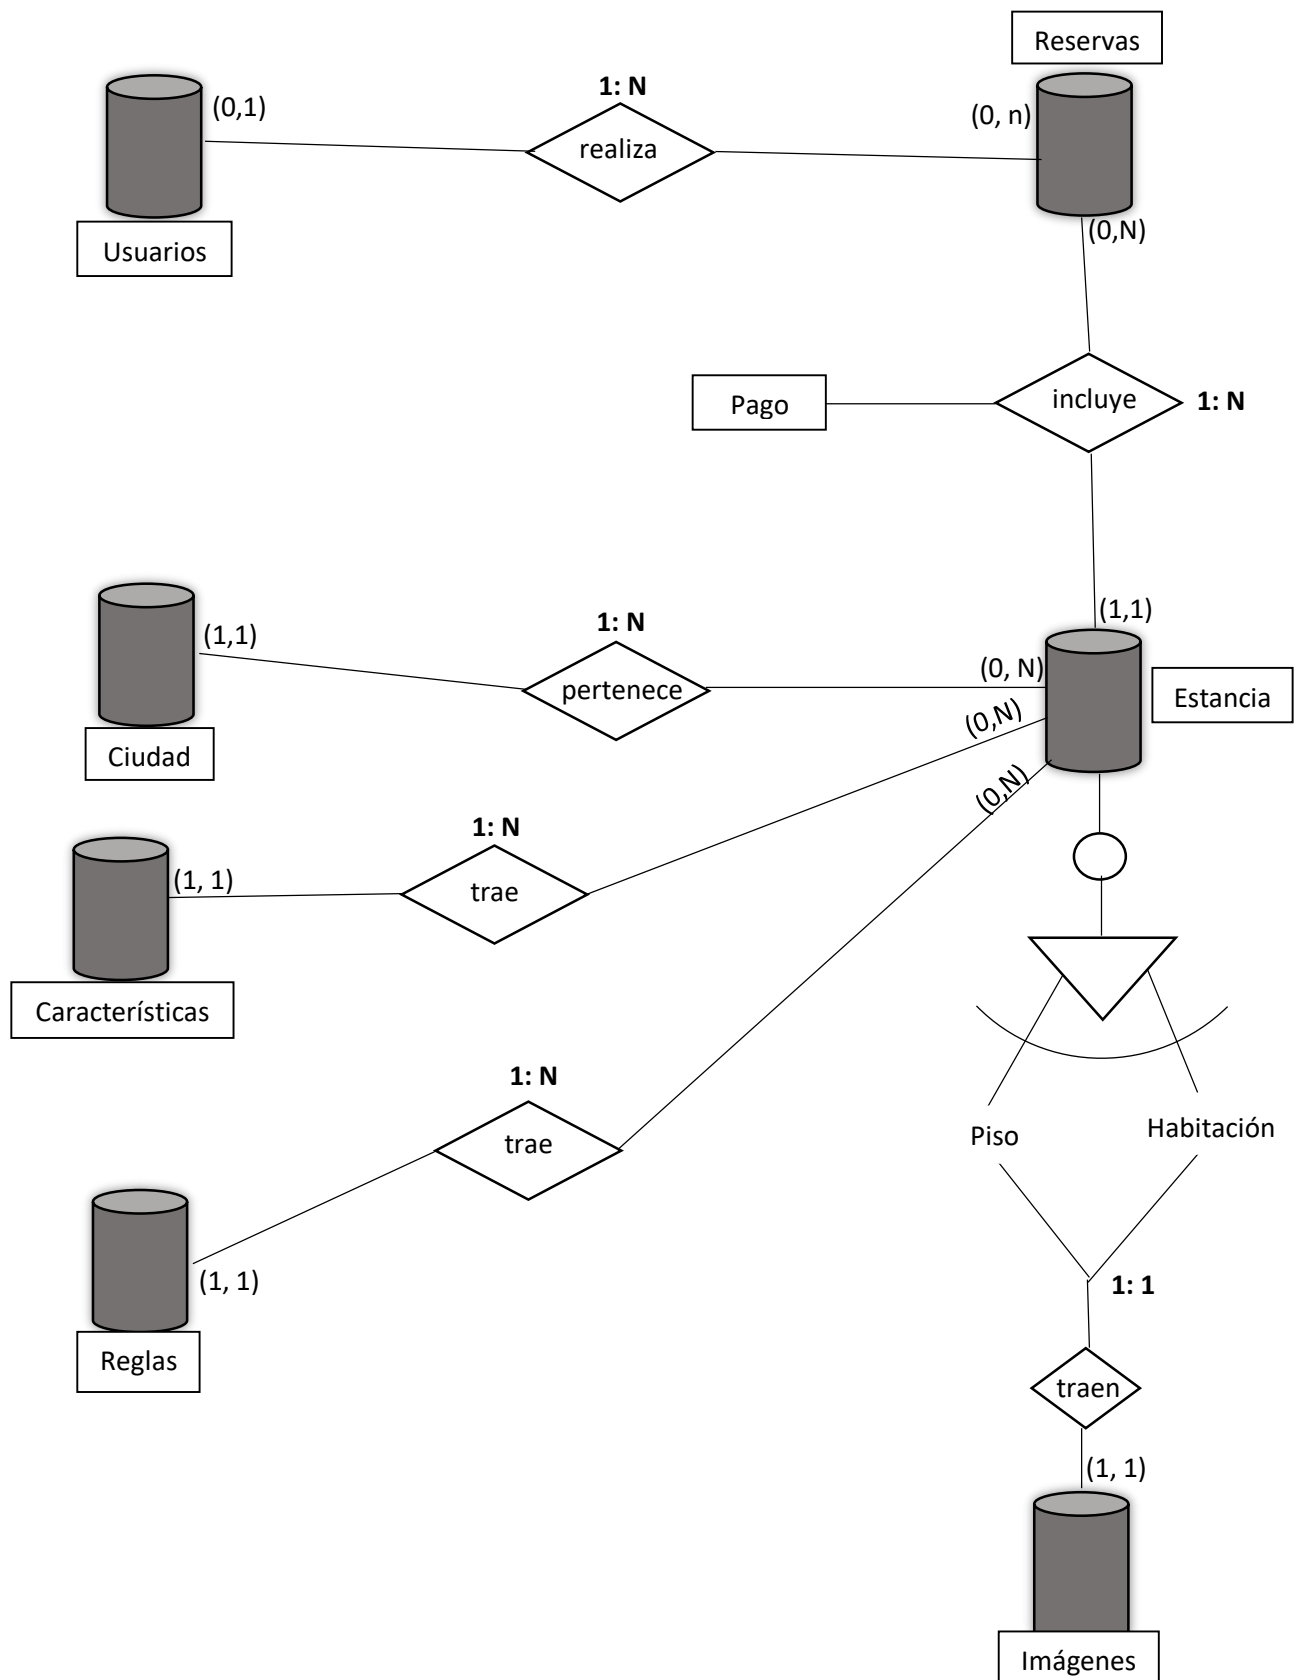 Reservas
1: N
(0,1)
(0, n)
realiza
(0,N)
Usuarios
Pago
incluye
1: N
(1,1)
1: N
(1,1)
(0, N)
pertenece
Estancia
(0,N)
Ciudad
(0,N)
1: N
(1, 1)
trae
Característicias
1: N
Piso
Habitación
trae
(1, 1)
1: 1
Reglas
traen
(1, 1)
Imágenes